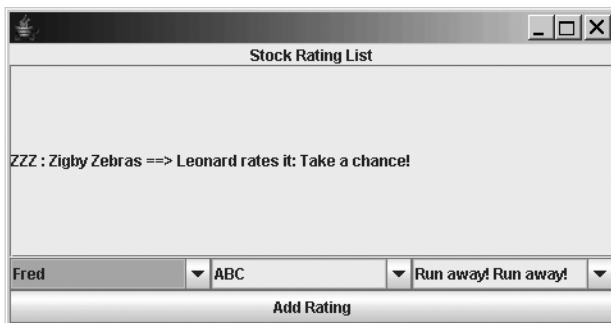 Stock Rating List
ZZZ : Zigby Zebras ==> Leonard rates it: Take a chance!
Fred ABC Run away! Run away!
Add Rating